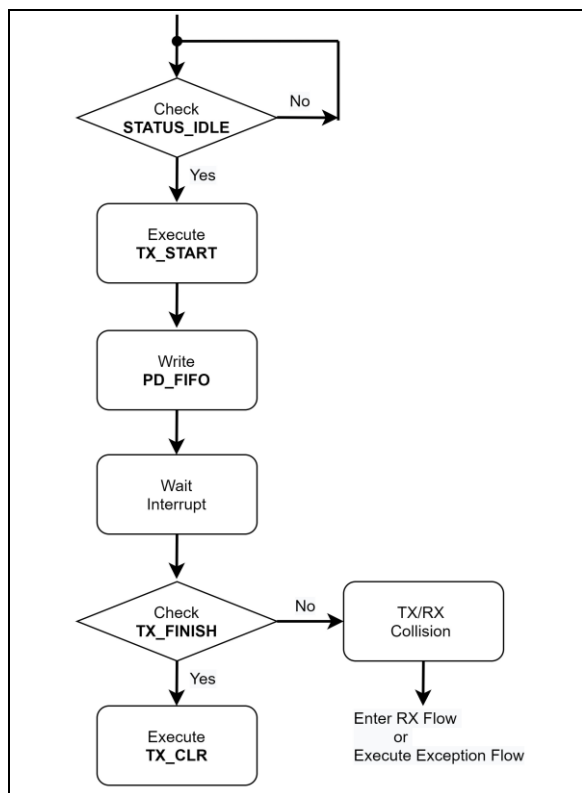 Check
STATUS_IDLE
No
Yes
Execute
TX_START
Write
PD_FIFO
Wait
Interrupt
Check
TX_FINISH
No
TX/RX
Collision
Yes
Enter RX Flow
or
Execute Exception Flow
Execute
TX_CLR